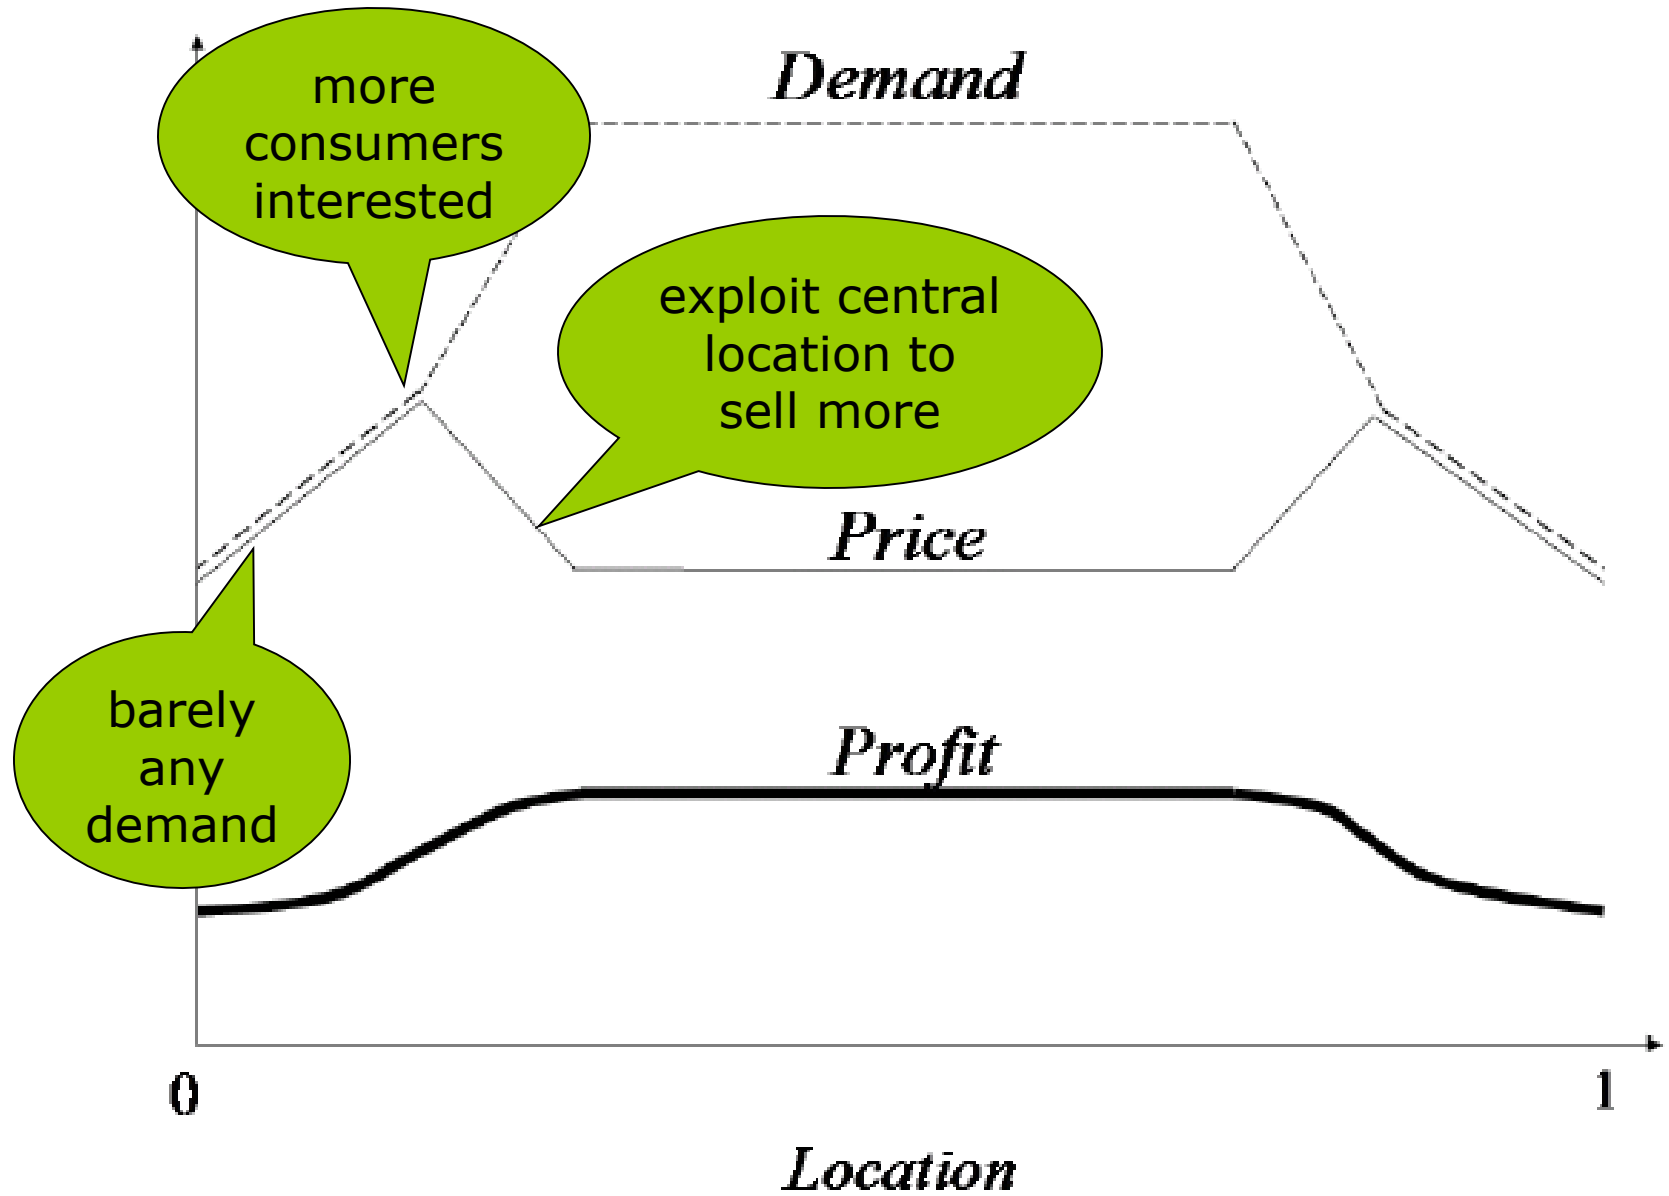 more
consumers
interested
Demand
exploit central
location to
sell more
Price
barely
any
demand
Profit
0
1
Location